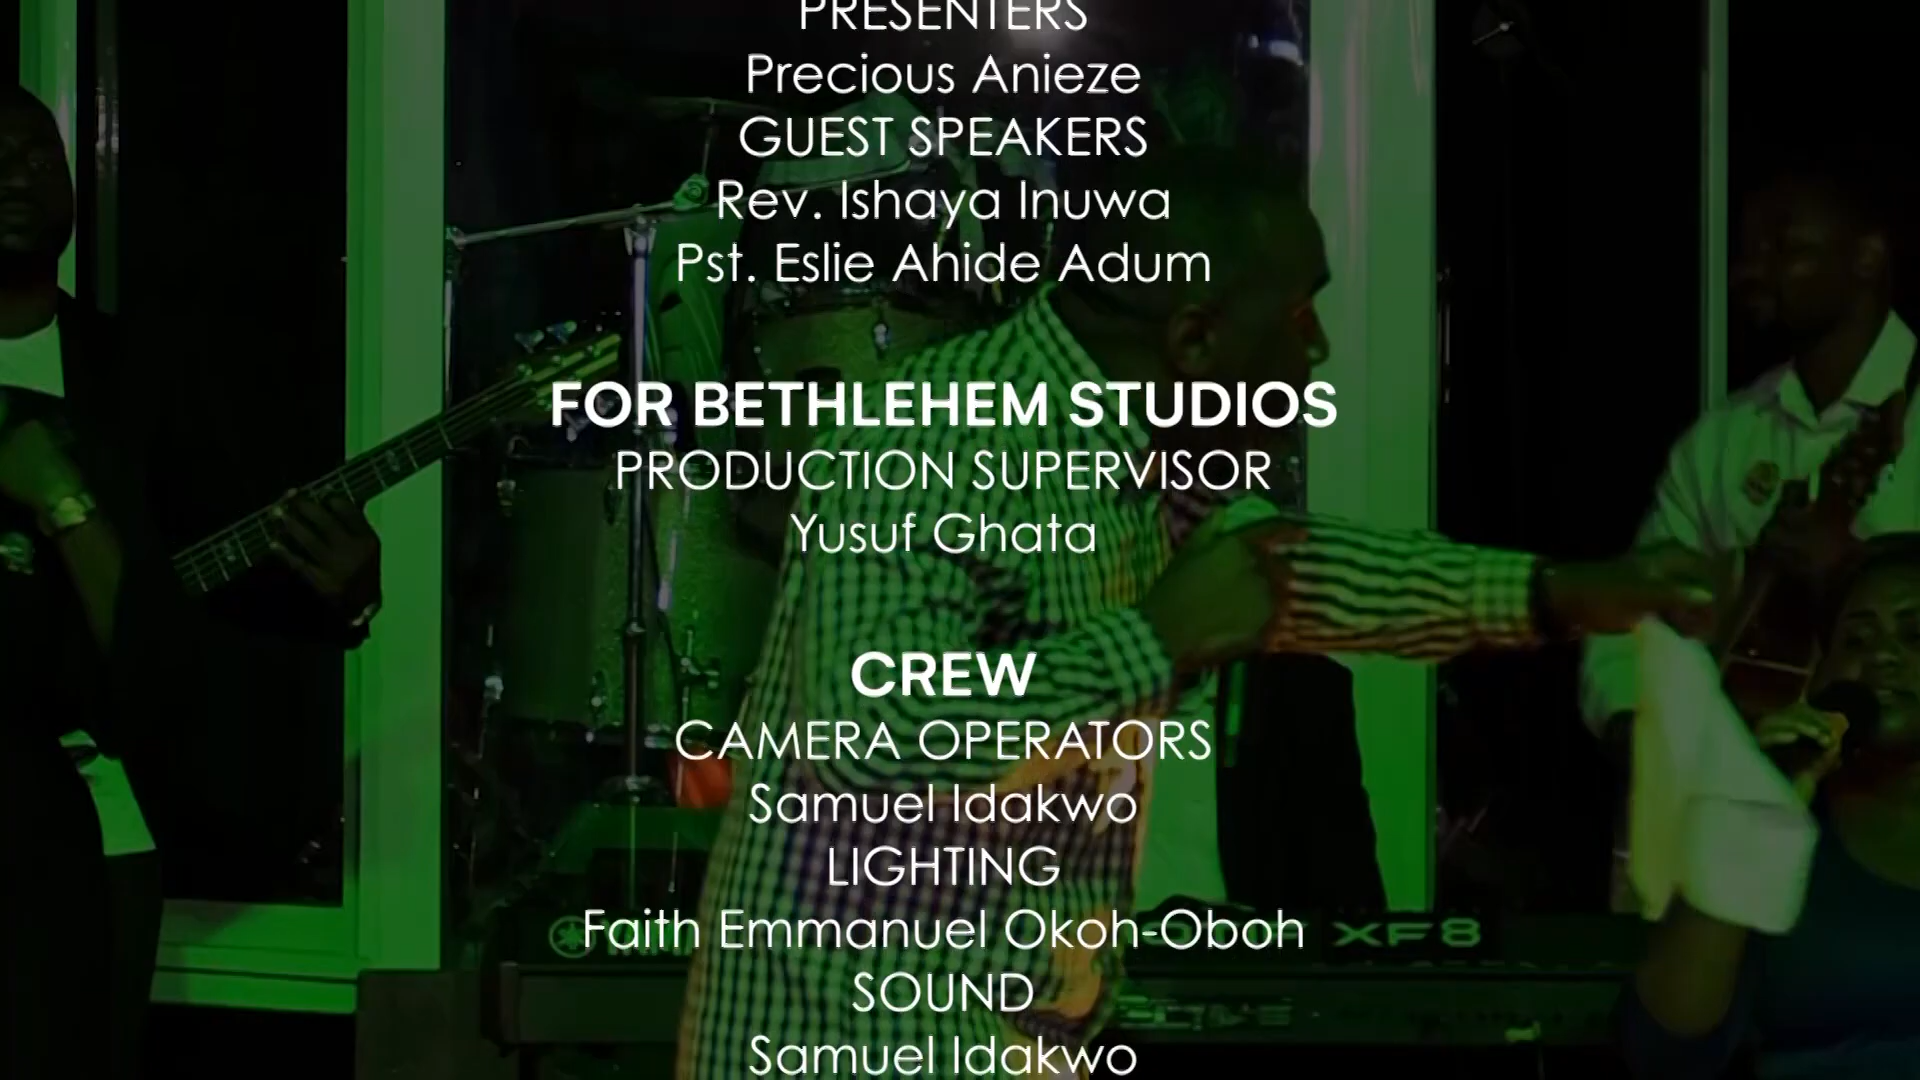 PRESENTERS
Precious Anieze
GUEST SPEAKERS
Rev. Ishaya Inuwa
Pst. Eslie Ahide Adum
FOR BETHLEHEM STUDIOS
PRODUCTION SUPERVISOR
Yusuf Ghata
CREW
CAMERA OPERATORS
Samuel Idakwo
LIGHTING
Faith Emmanuel Okoh-Oboh
XF8
SOUND
Samuel Idakwo